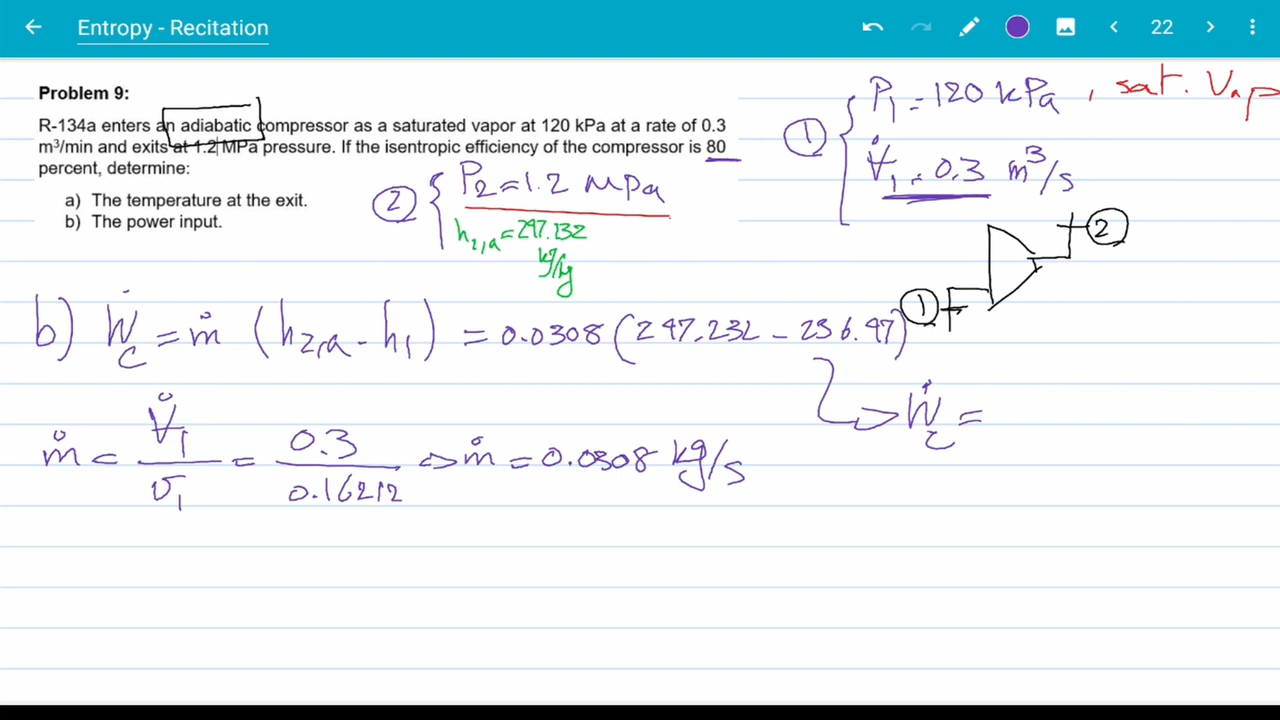 Entropy - Recitation
22
Problem 9:
R-134a enters an adiabatic compressor as a saturated vapor at 120 kPa at a rate of 0.3
m³/min and exits at 1.2 MPa pressure. If the isentropic efficiency of the compressor is 80
percent, determine:
a) The temperature at the exit.
b) The power input.
① P₁ = 120 kPa, sat. Vap
V̇₁ = 0.3 m³/s
② P₂ = 1.2 MPa
h₂,a = 297.132
kJ/kg
②
①
b) Ẇc = ṁ (h₂,a - h₁) = 0.0308 (247.232 - 236.97)
⇒ Ẇc =
ṁ = V̇₁ / v₁ = 0.3 / 0.16212 ⇒ ṁ = 0.0308 kg/s